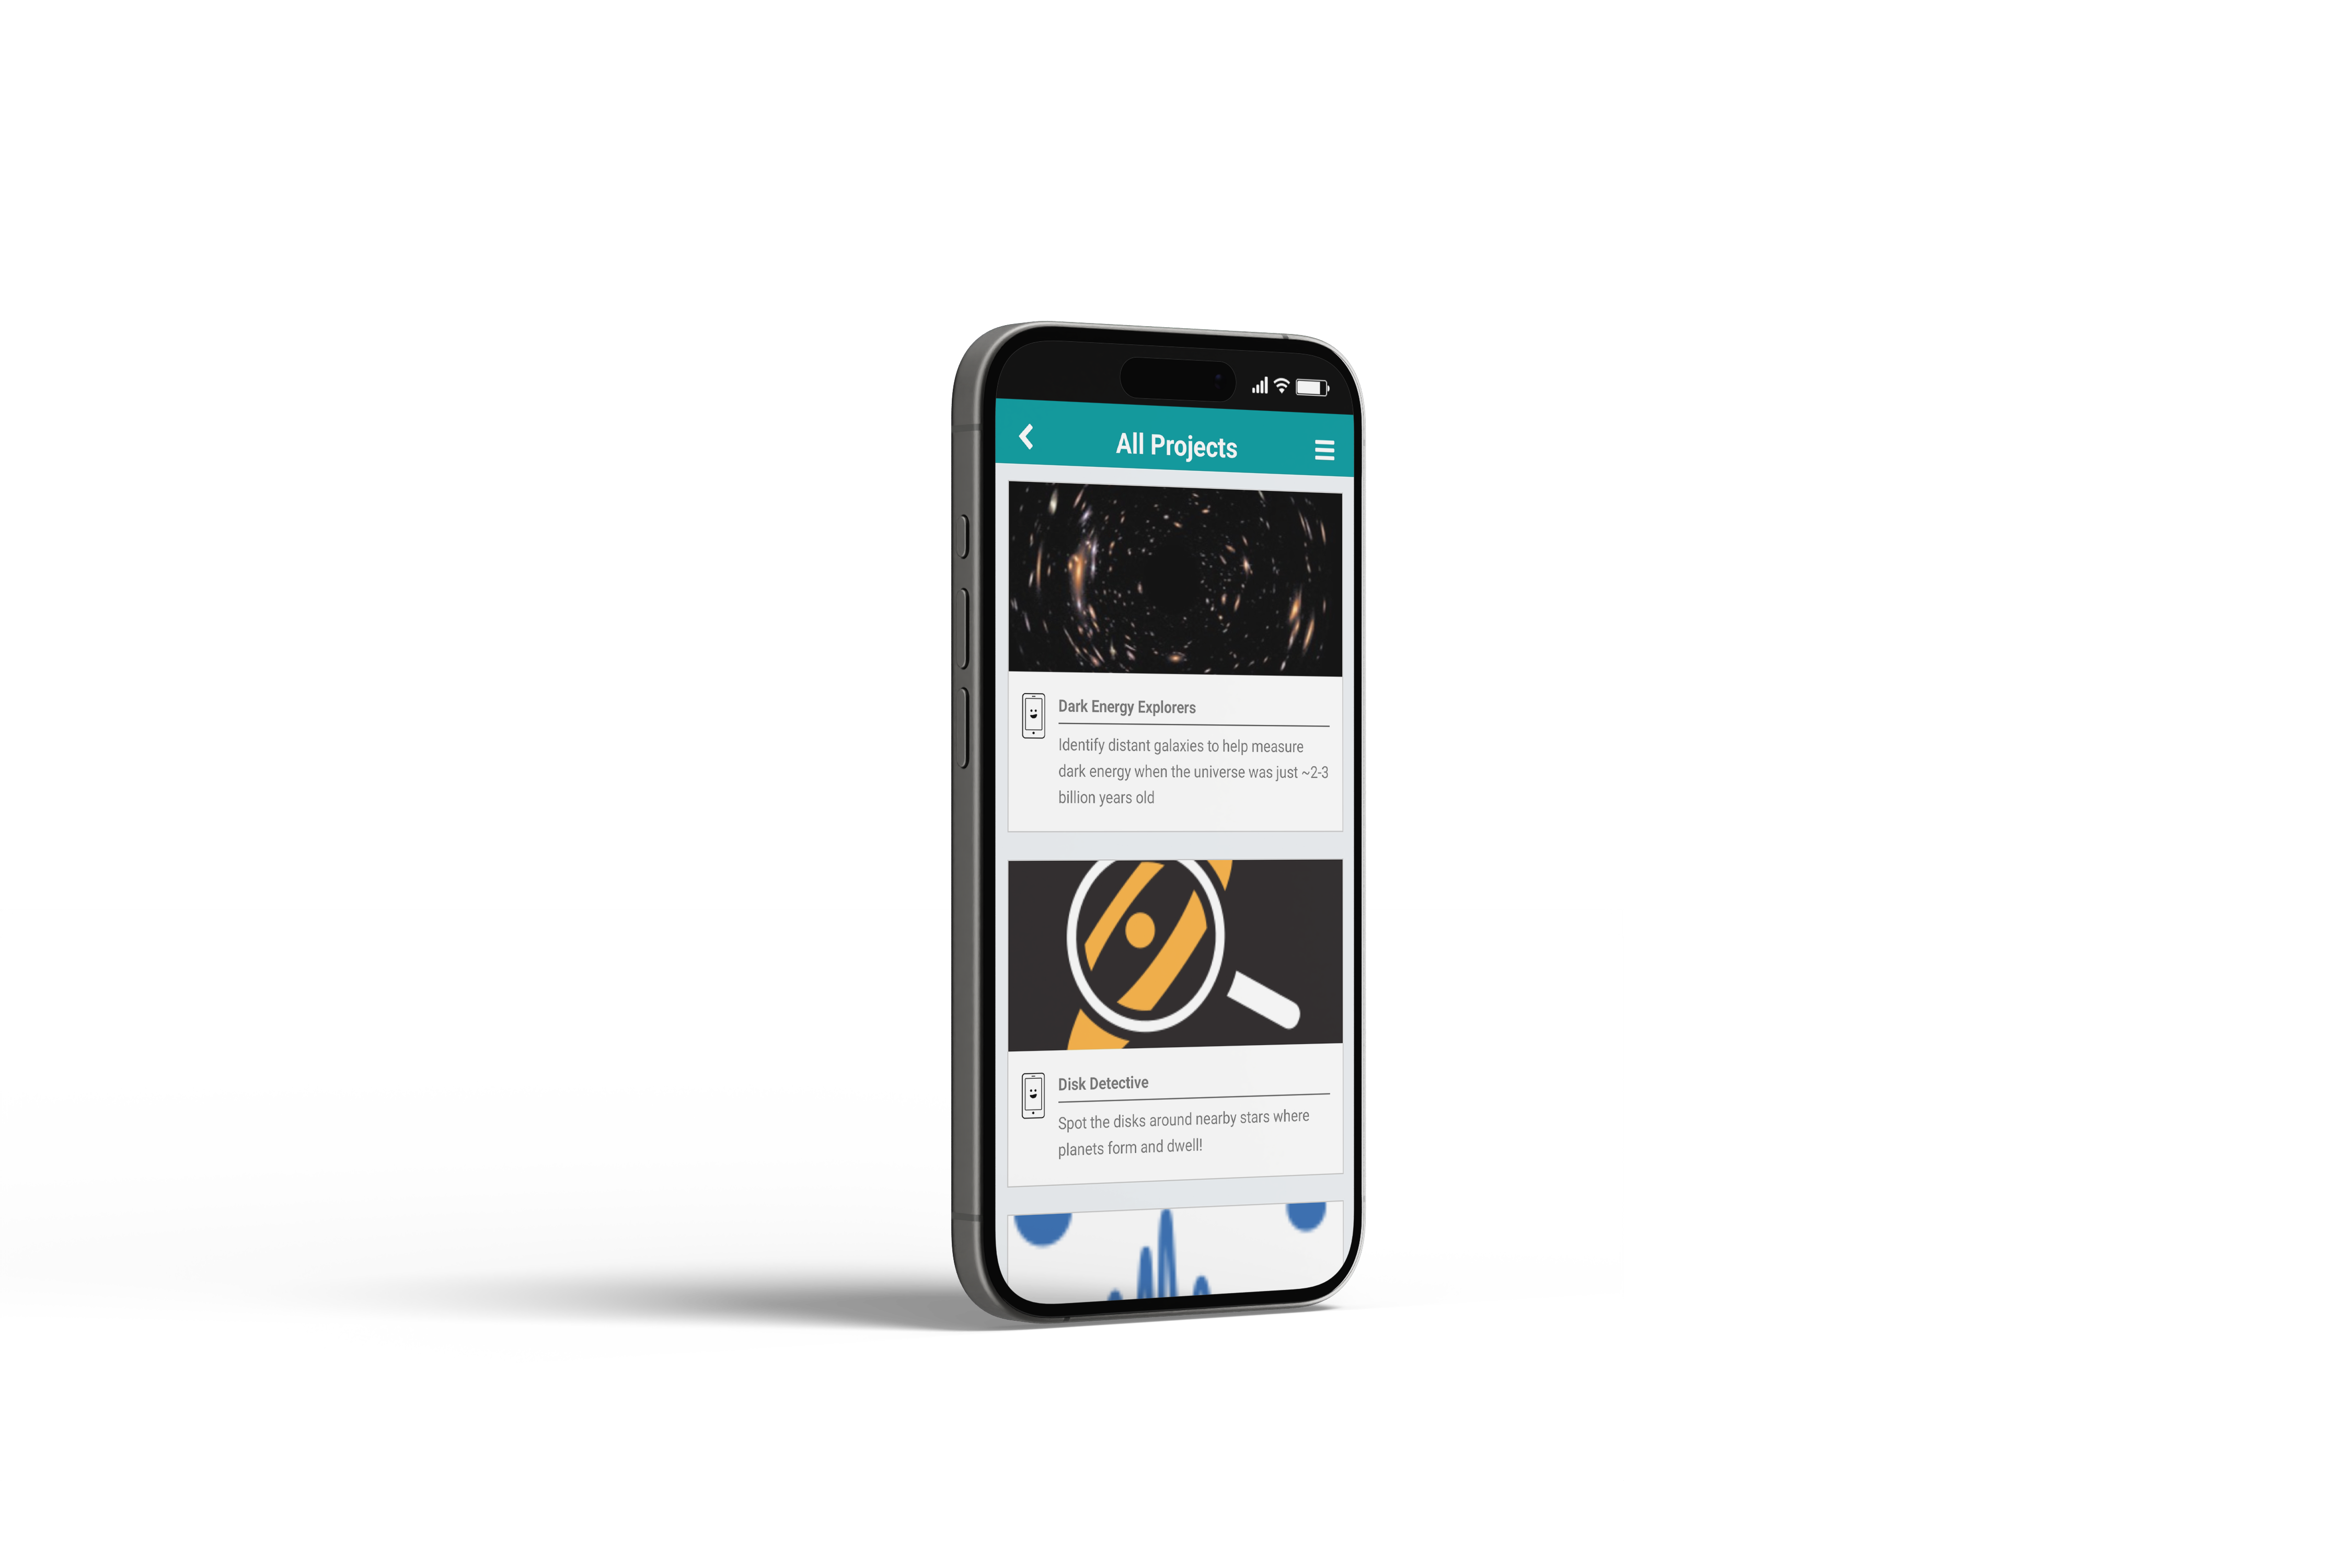 All Projects
Dark Energy Explorers
Identify distant galaxies to help measure
dark energy when the universe was just ~2-3
billion years old
Disk Detective
Spot the disks around nearby stars where
planets form and dwell!